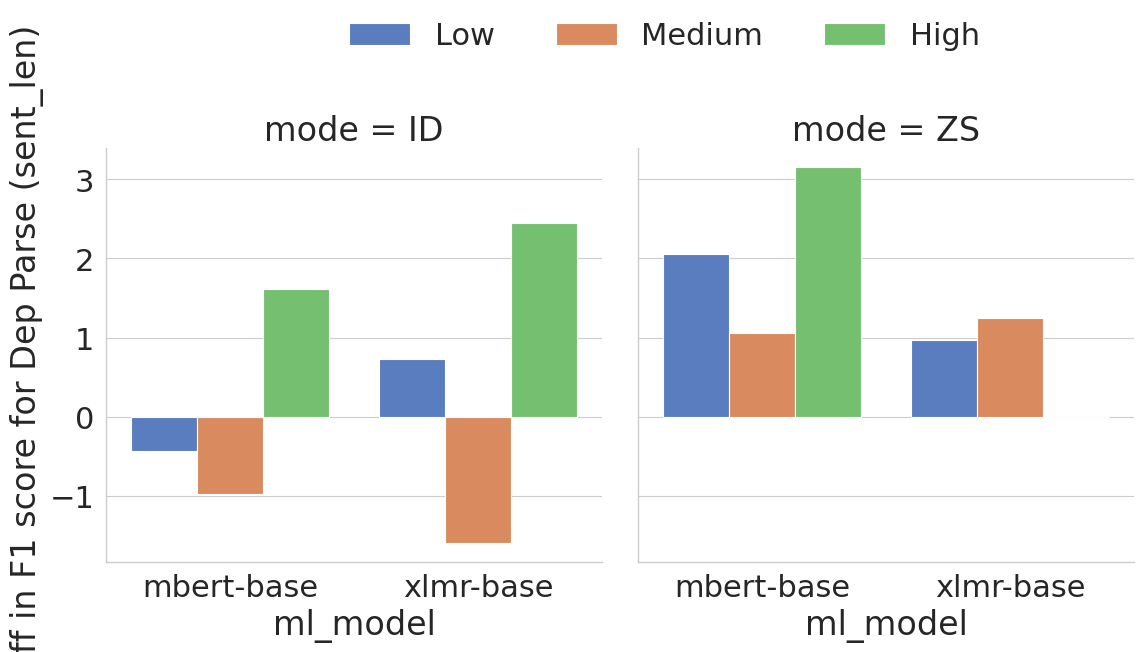 Low Medium High
mode = ID
mode = ZS
ff in F1 score for Dep Parse (sent_len)
3
2
1
0
−1
mbert-base xlmr-base
ml_model
mbert-base xlmr-base
ml_model